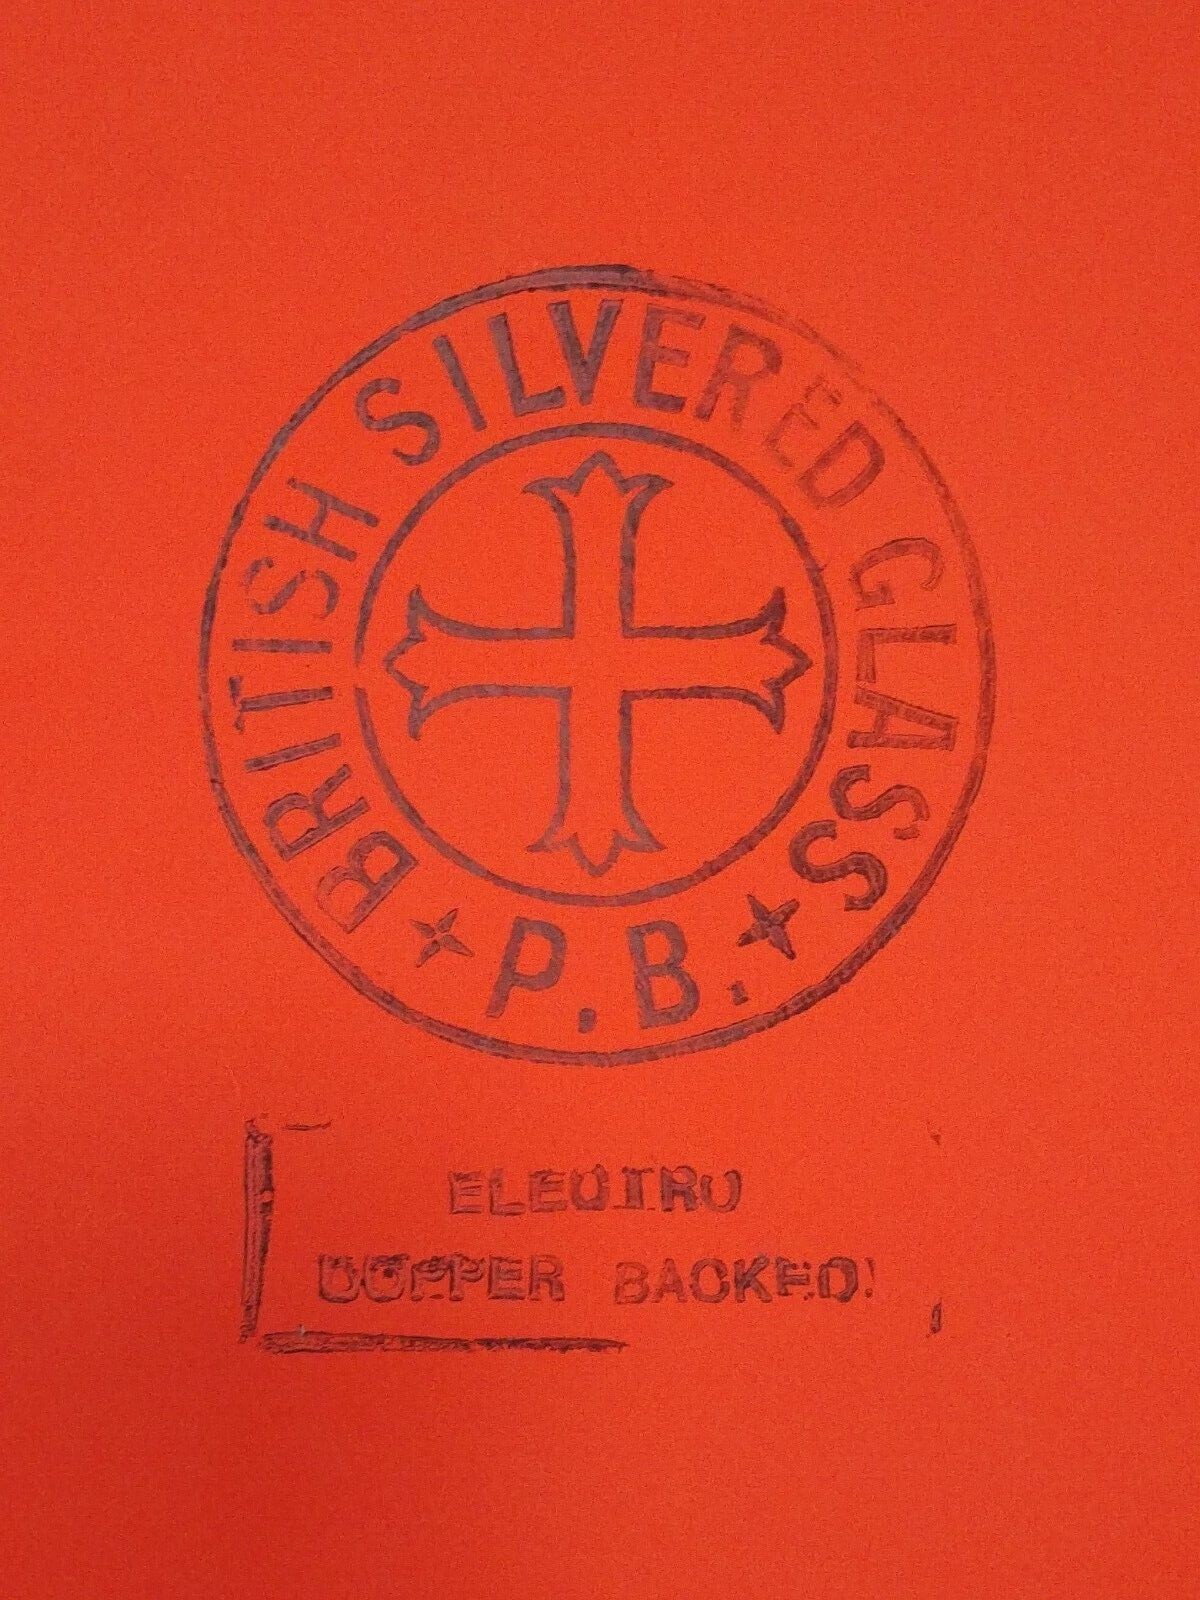 BRITISH SILVERED GLASS
P.B.
ELECTRO
COPPER BACKED.